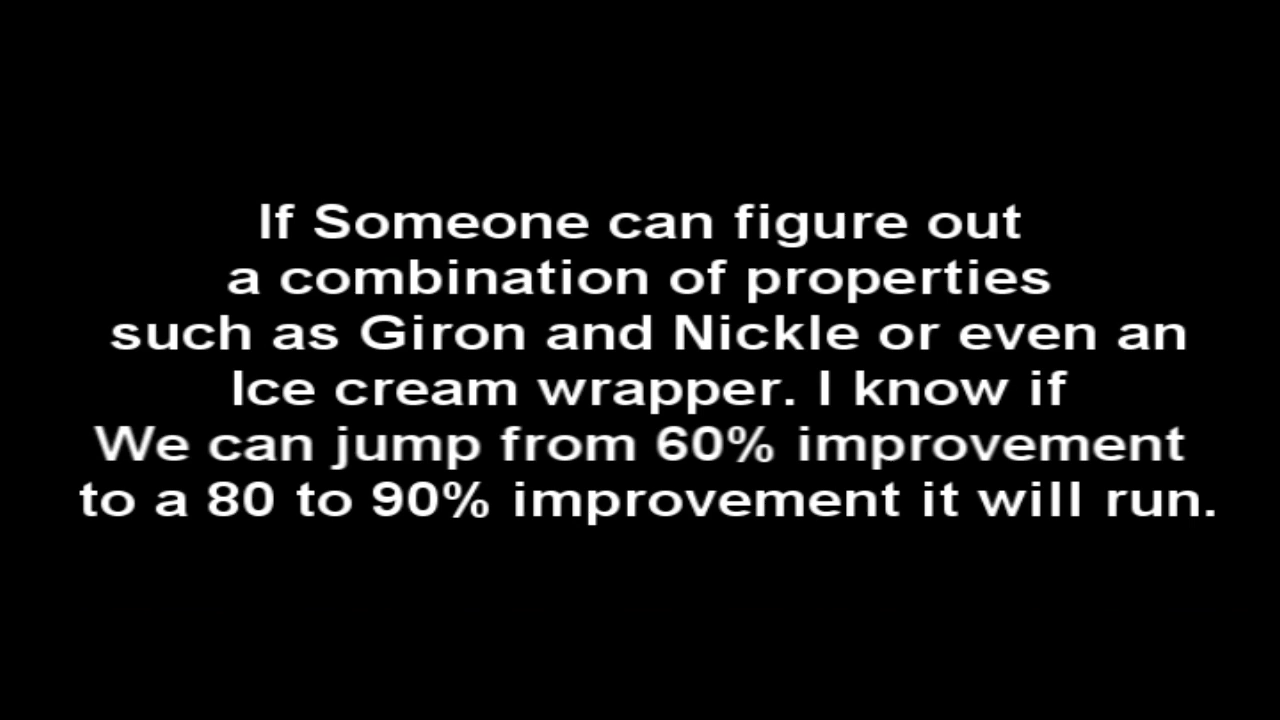 If Someone can figure out
a combination of properties
such as Giron and Nickle or even an
Ice cream wrapper. I know if
We can jump from 60% improvement
to a 80 to 90% improvement it will run.